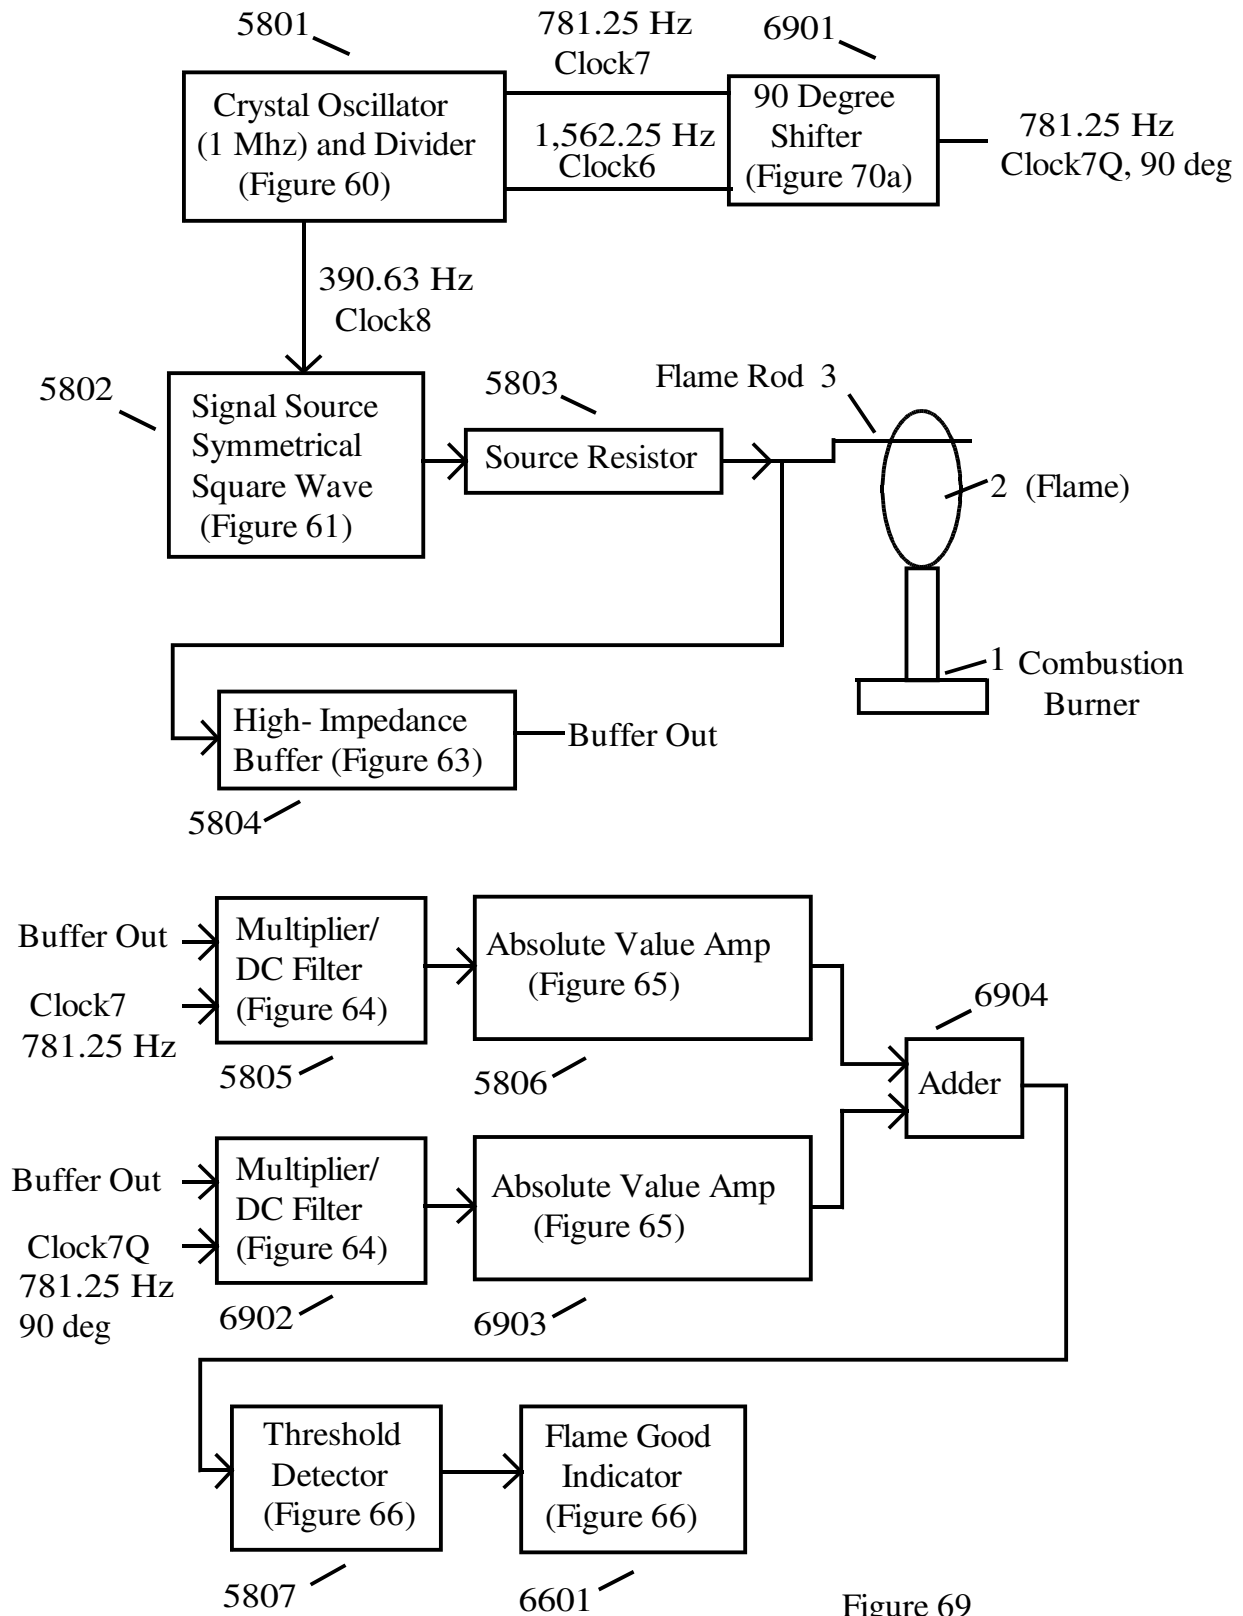 5801
781.25 Hz
Clock7
6901
Crystal Oscillator
(1 Mhz) and Divider
(Figure 60)
1,562.25 Hz
Clock6
90 Degree
Shifter
(Figure 70a)
781.25 Hz
Clock7Q, 90 deg
390.63 Hz
Clock8
5802
Signal Source
Symmetrical
Square Wave
(Figure 61)
5803
Source Resistor
Flame Rod 3
2 (Flame)
1 Combustion
Burner
High- Impedance
Buffer (Figure 63)
Buffer Out
5804
Buffer Out
Clock7
781.25 Hz
Multiplier/
DC Filter
(Figure 64)
5805
Absolute Value Amp
(Figure 65)
5806
6904
Adder
Buffer Out
Clock7Q
781.25 Hz
90 deg
Multiplier/
DC Filter
(Figure 64)
6902
Absolute Value Amp
(Figure 65)
6903
Threshold
Detector
(Figure 66)
5807
Flame Good
Indicator
(Figure 66)
6601
Figure 69